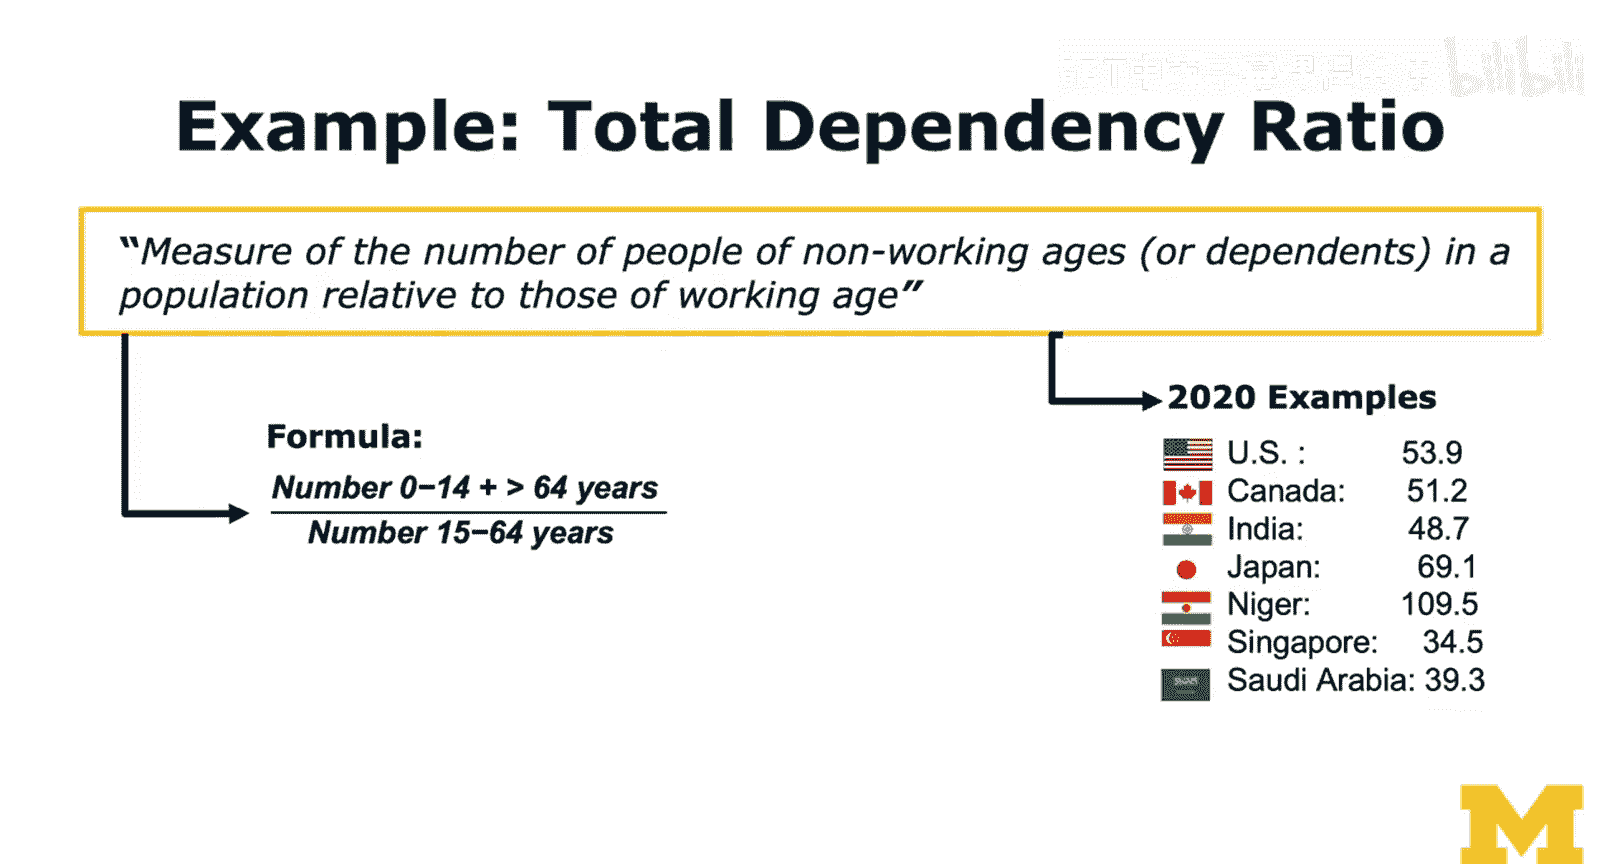 bilibili
Example: Total Dependency Ratio
“Measure of the number of people of non-working ages (or dependents) in a
population relative to those of working age”
Formula:
Number 0−14 + > 64 years
Number 15−64 years
2020 Examples
U.S. : 53.9
Canada: 51.2
India: 48.7
Japan: 69.1
Niger: 109.5
Singapore: 34.5
Saudi Arabia: 39.3
M